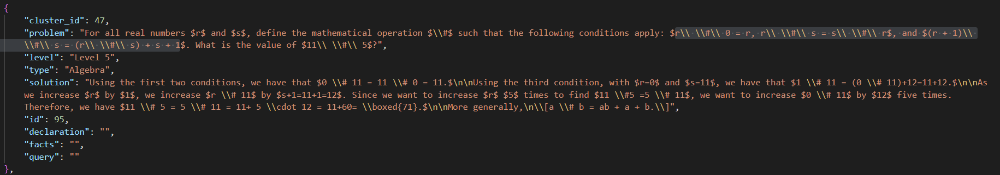 {
"cluster_id": 47,
"problem": "For all real numbers $r$ and $s$, define the mathematical operation $\\#$ such that the following conditions apply: $r\\ \\#\\ 0 = r, r\\ \\#\\ s = s\\ \\#\\ r$, and $(r + 1)\\
\\#\\ s = (r\\ \\#\\ s) + s + 1$. What is the value of $11\\ \\#\\ 5$?",
"level": "Level 5",
"type": "Algebra",
"solution": "Using the first two conditions, we have that $0 \\# 11 = 11 \\# 0 = 11.$\n\nUsing the third condition, with $r=0$ and $s=11$, we have that $1 \\# 11 = (0 \\# 11)+12=11+12.$\n\nAs
we increase $r$ by $1$, we increase $r \\# 11$ by $s+1=11+1=12$. Since we want to increase $r$ $5$ times to find $11 \\#5 =5 \\# 11$, we want to increase $0 \\# 11$ by $12$ five times.
Therefore, we have $11 \\# 5 = 5 \\# 11 = 11+ 5 \\cdot 12 = 11+60= \\boxed{71}.$\n\nMore generally,\n\\[a \\# b = ab + a + b.\\]",
"id": 95,
"declaration": "",
"facts": "",
"query": ""
},